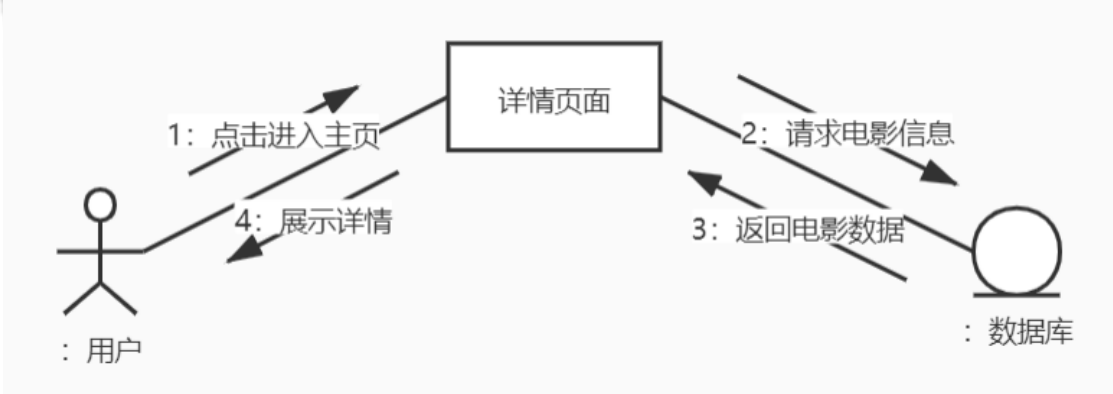 详情页面
1：点击进入主页
2：请求电影信息
4：展示详情
3：返回电影数据
：用户
：数据库